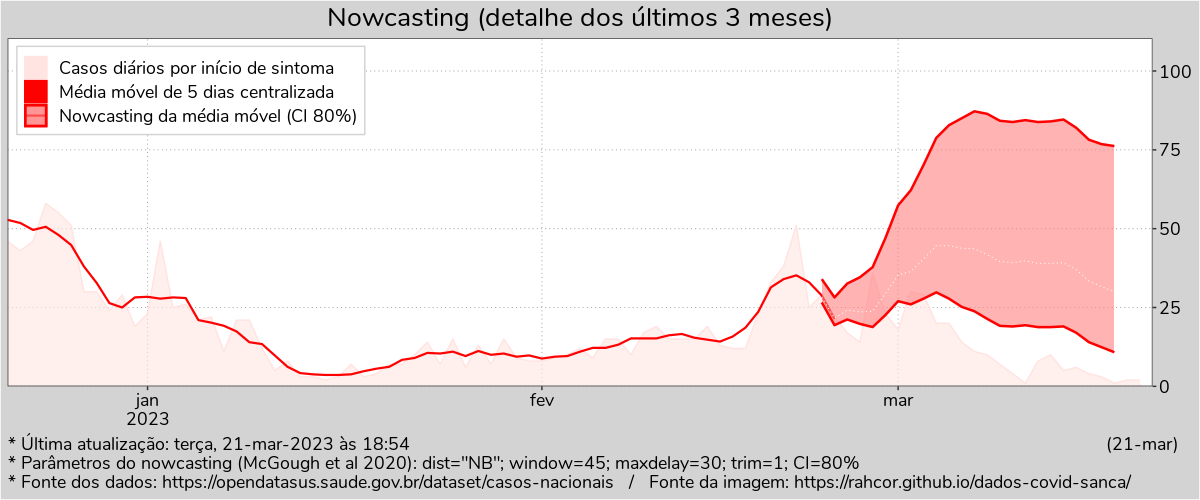 Nowcasting (detalhe dos últimos 3 meses)
Casos diários por início de sintoma
Média móvel de 5 dias centralizada
Nowcasting da média móvel (CI 80%)
100
75
50
25
0
jan
2023
fev
mar
* Última atualização: terça, 21-mar-2023 às 18:54
(21-mar)
* Parâmetros do nowcasting (McGough et al 2020): dist="NB"; window=45; maxdelay=30; trim=1; CI=80%
* Fonte dos dados: https://opendatasus.saude.gov.br/dataset/casos-nacionais / Fonte da imagem: https://rahcor.github.io/dados-covid-sanca/